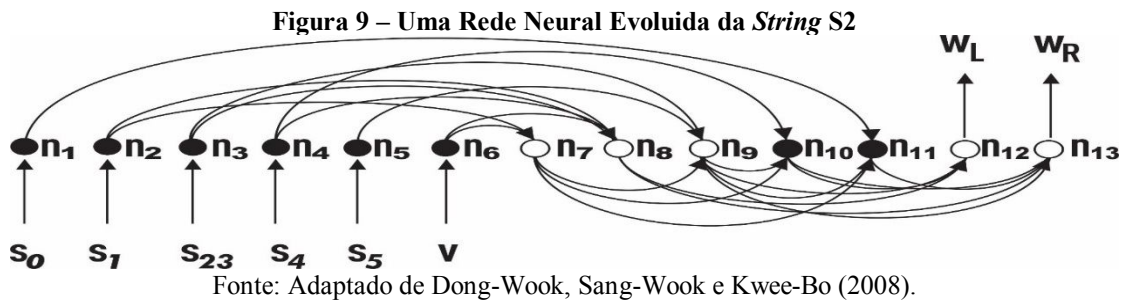 Figura 9 – Uma Rede Neural Evoluida da String S2
wL wR
n1 n2 n3 n4 n5 n6 n7 n8 n9 n10 n11 n12 n13
s0 s1 s23 s4 s5 v
Fonte: Adaptado de Dong-Wook, Sang-Wook e Kwee-Bo (2008).